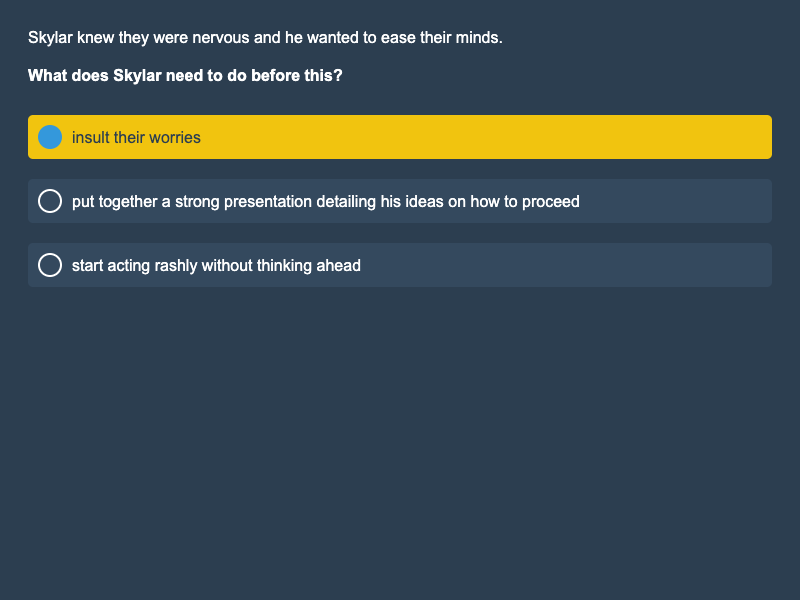 Skylar knew they were nervous and he wanted to ease their minds.
What does Skylar need to do before this?
insult their worries
put together a strong presentation detailing his ideas on how to proceed
start acting rashly without thinking ahead